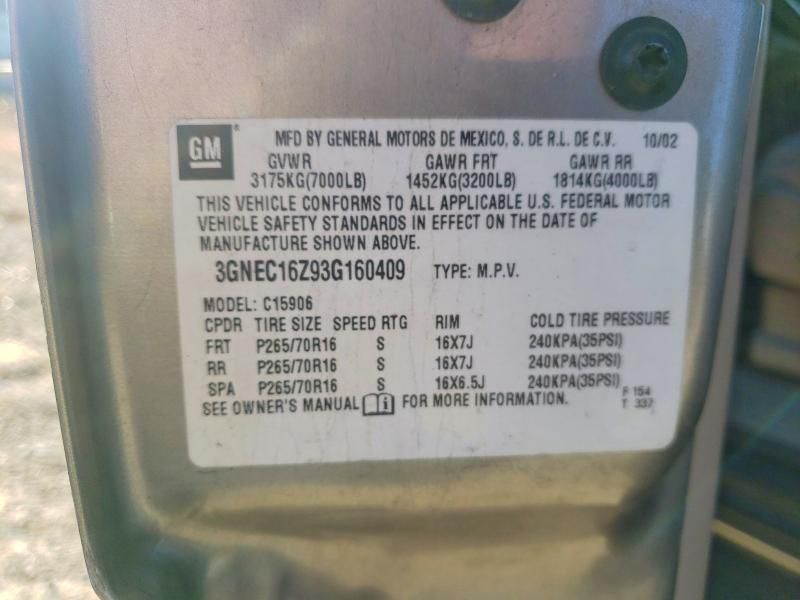 GM® MFD BY GENERAL MOTORS DE MEXICO, S. DE R.L. DE C.V. 10/02
GVWR GAWR FRT GAWR RR
3175KG(7000LB) 1452KG(3200LB) 1814KG(4000LB)
THIS VEHICLE CONFORMS TO ALL APPLICABLE U.S. FEDERAL MOTOR
VEHICLE SAFETY STANDARDS IN EFFECT ON THE DATE OF
MANUFACTURE SHOWN ABOVE.
3GNEC16Z93G160409 TYPE: M.P.V.
MODEL: C15906
CPDR TIRE SIZE SPEED RTG RIM COLD TIRE PRESSURE
FRT P265/70R16 S 16X7J 240KPA(35PSI)
RR P265/70R16 S 16X7J 240KPA(35PSI)
SPA P265/70R16 S 16X6.5J 240KPA(35PSI)
SEE OWNER'S MANUAL i FOR MORE INFORMATION.
F 154
T 337